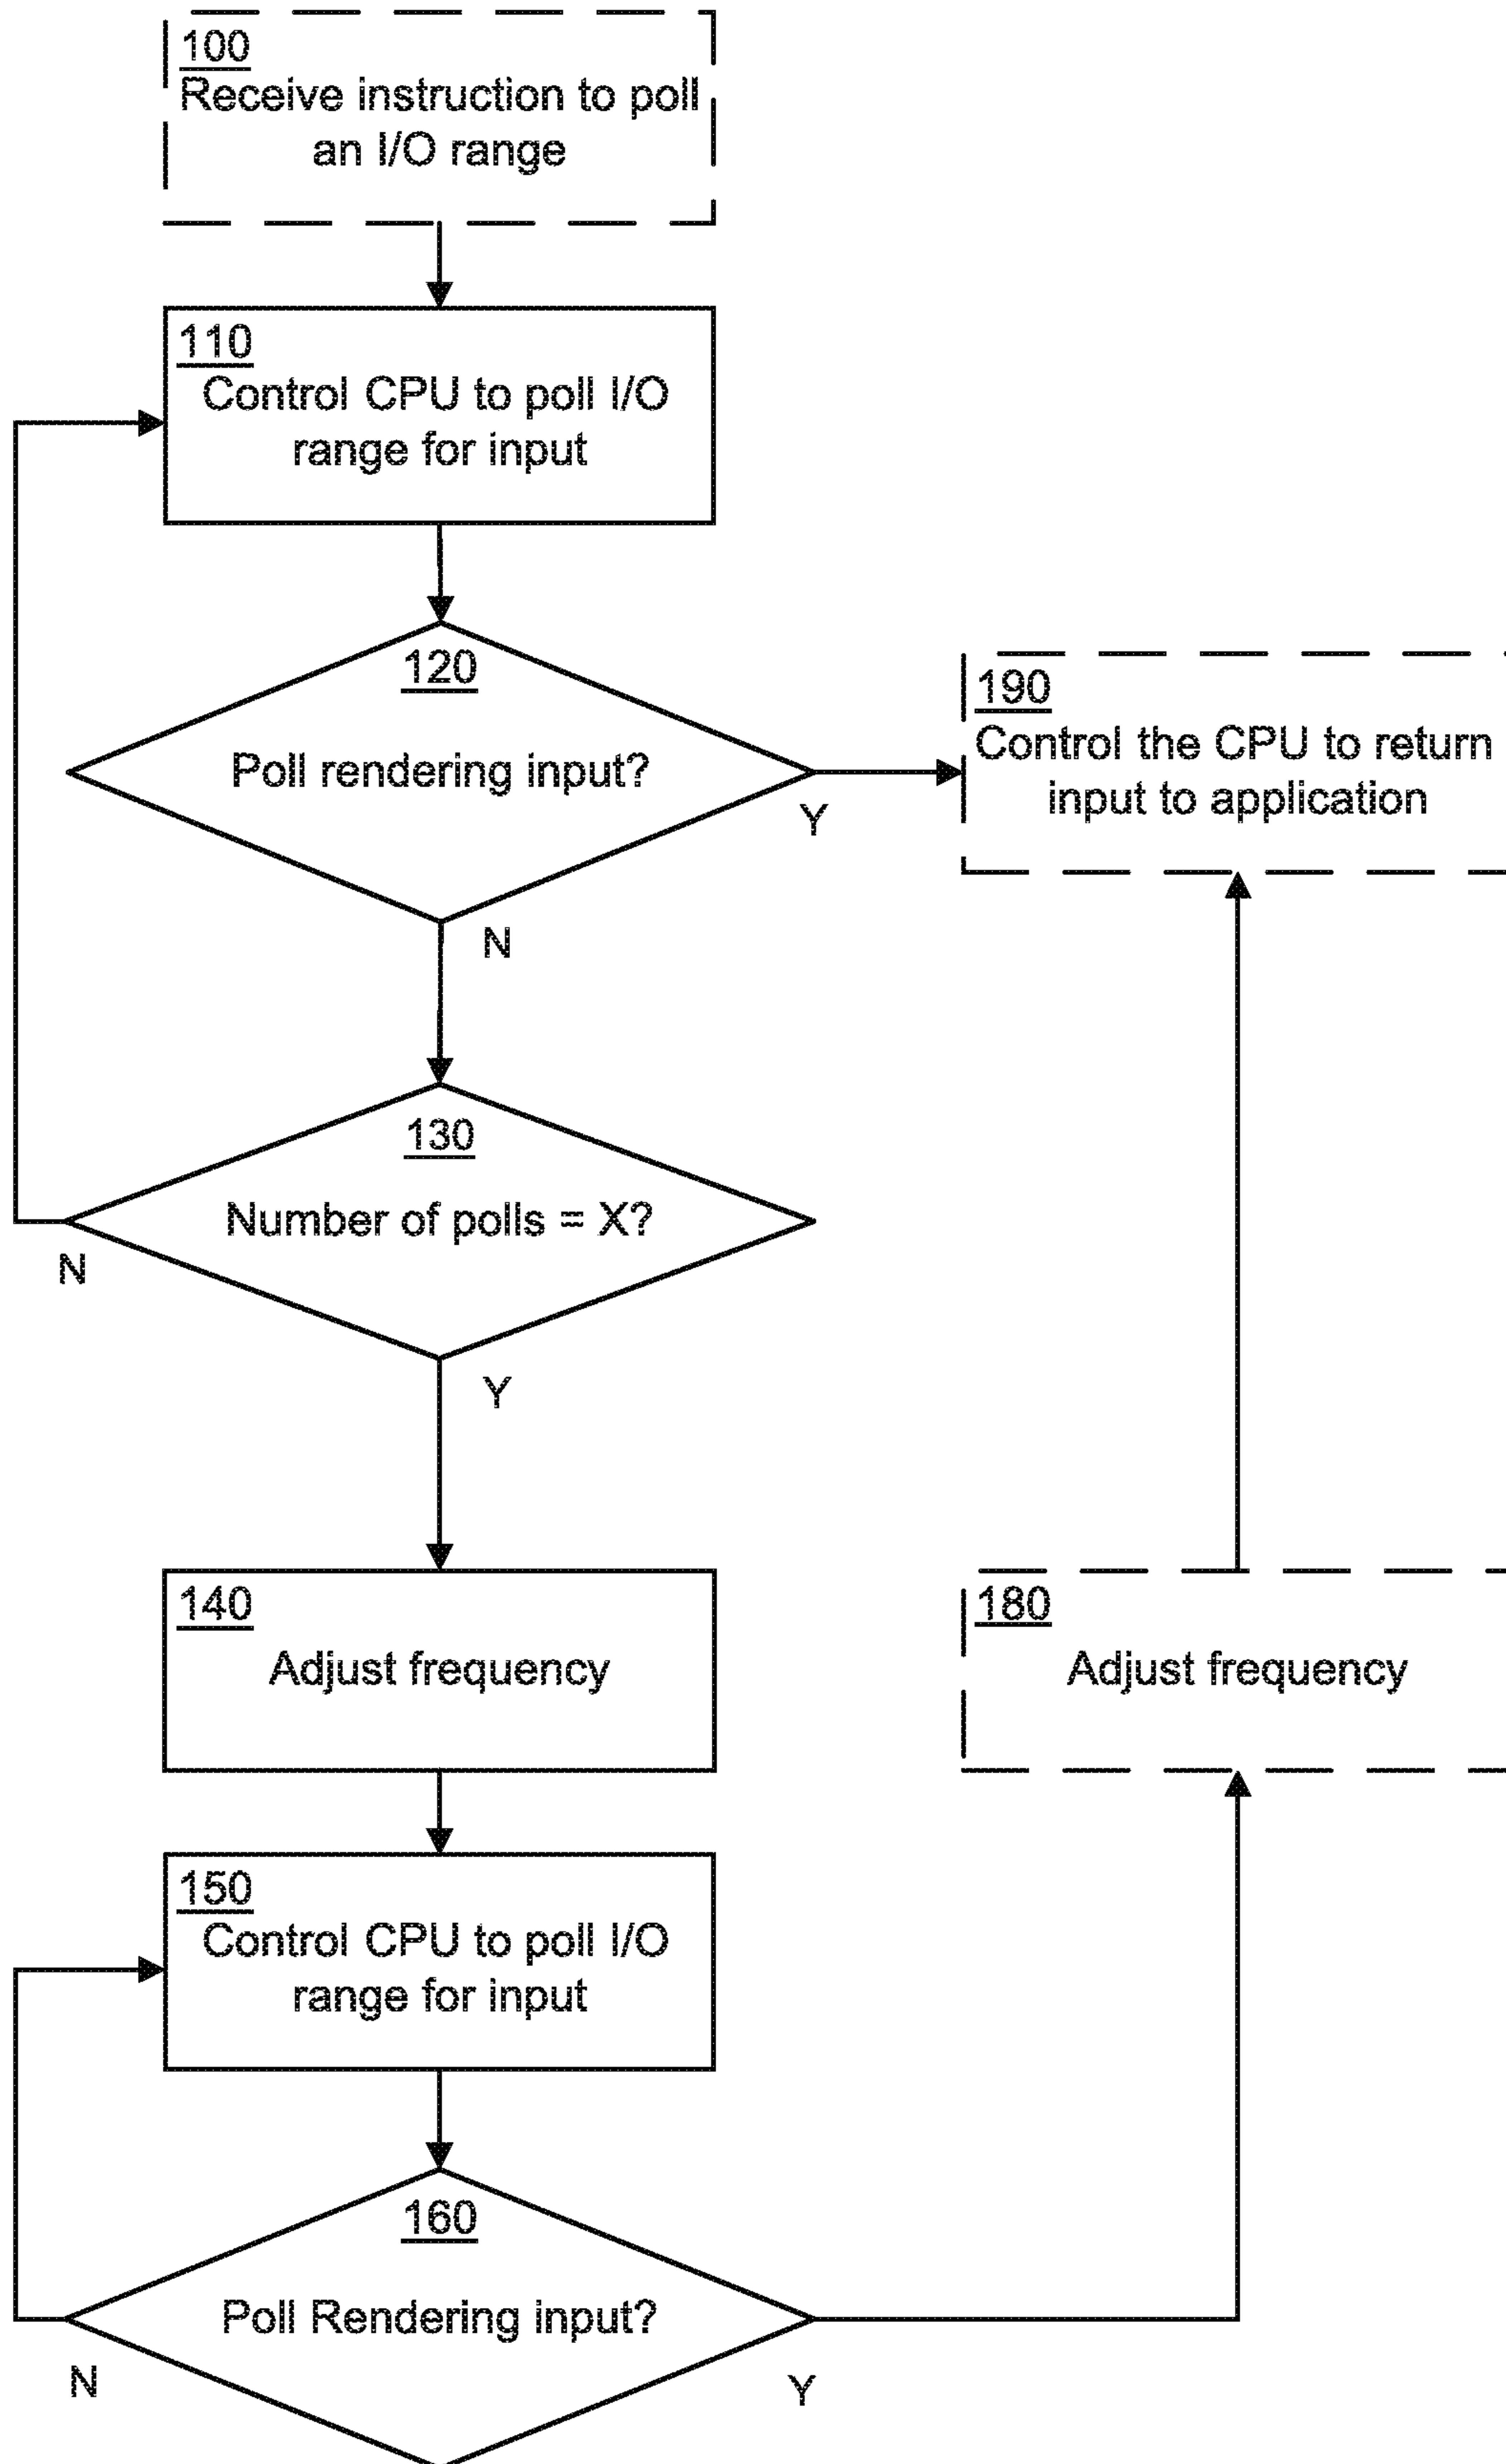 100
Receive instruction to poll
an I/O range
110
Control CPU to poll I/O
range for input
120
Poll rendering input?
Y
N
190
Control the CPU to return
input to application
130
Number of polls = X?
N
Y
140
Adjust frequency
180
Adjust frequency
150
Control CPU to poll I/O
range for input
160
Poll Rendering input?
N
Y